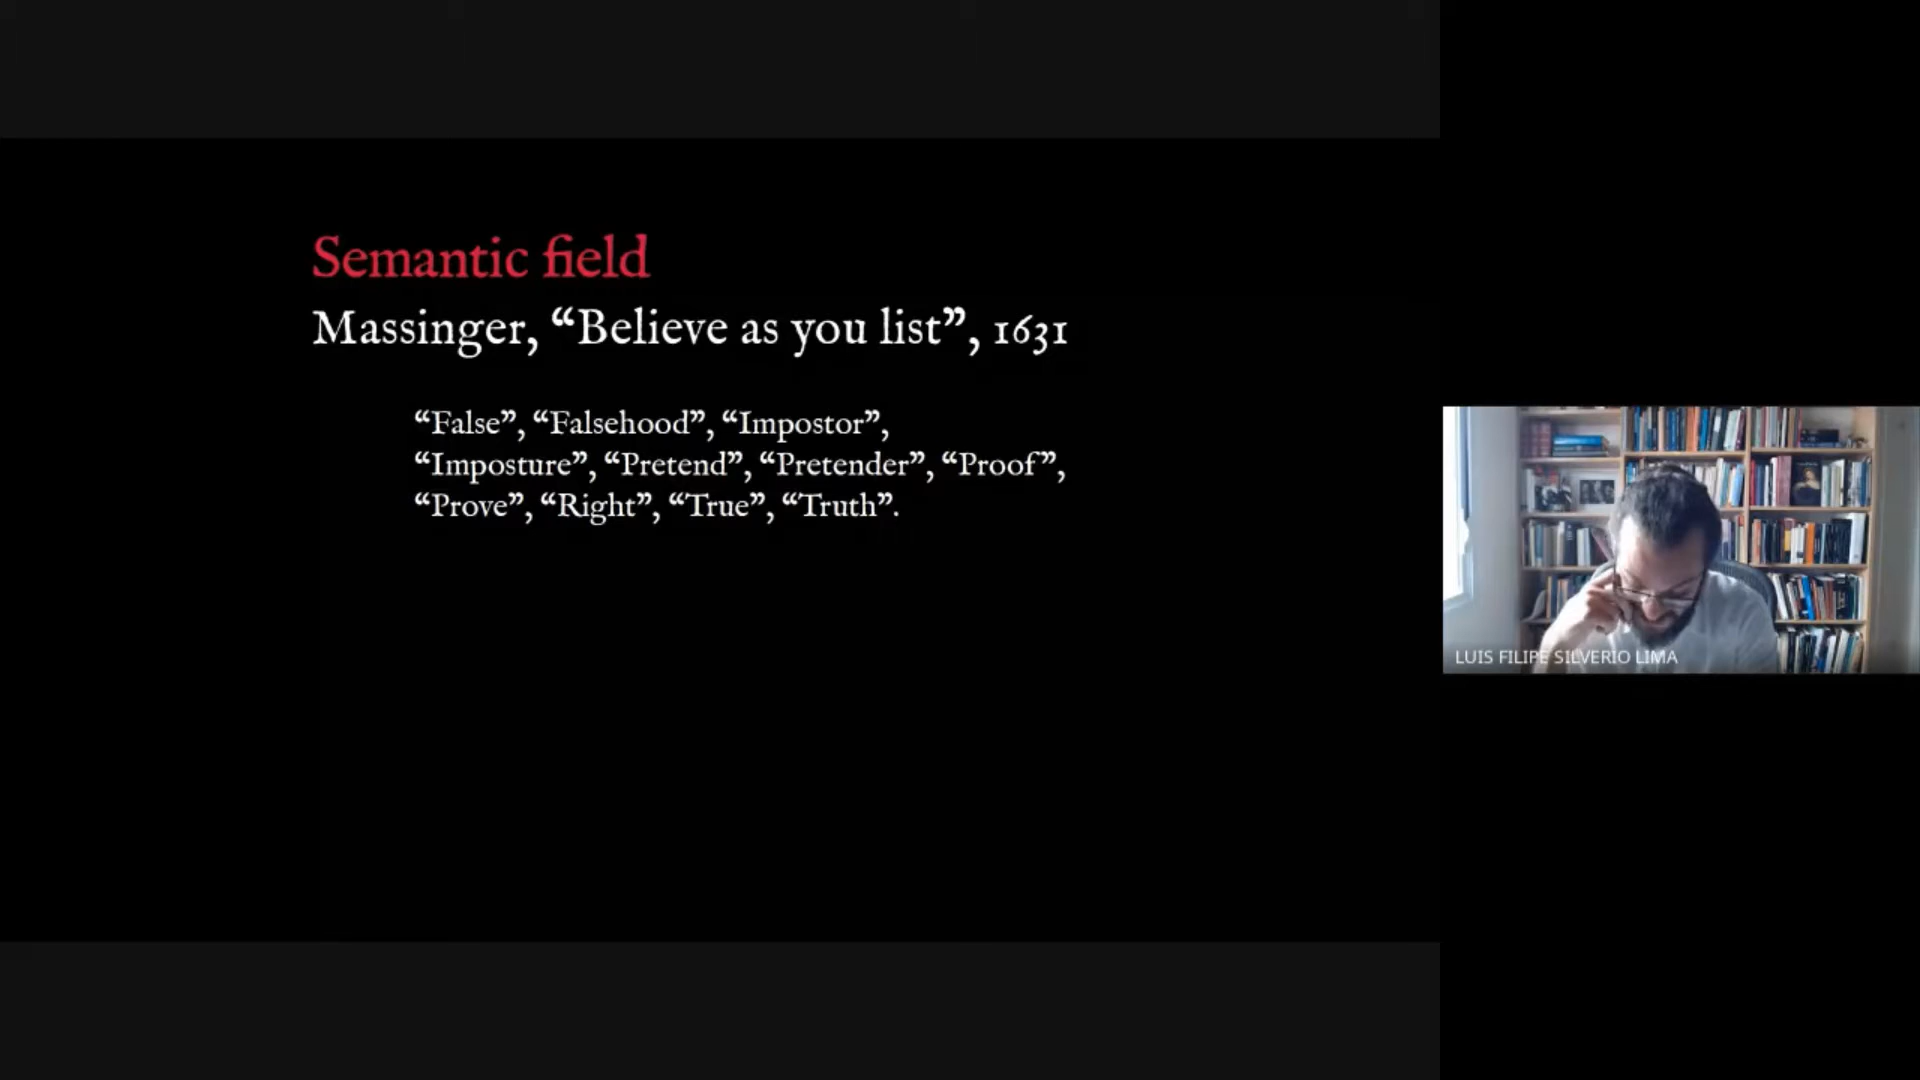 Semantic field
Massinger, “Believe as you list”, 1631
“False”, “Falsehood”, “Impostor”,
“Imposture”, “Pretend”, “Pretender”, “Proof”,
“Prove”, “Right”, “True”, “Truth”.
LUIS FILIPE SILVERIO LIMA